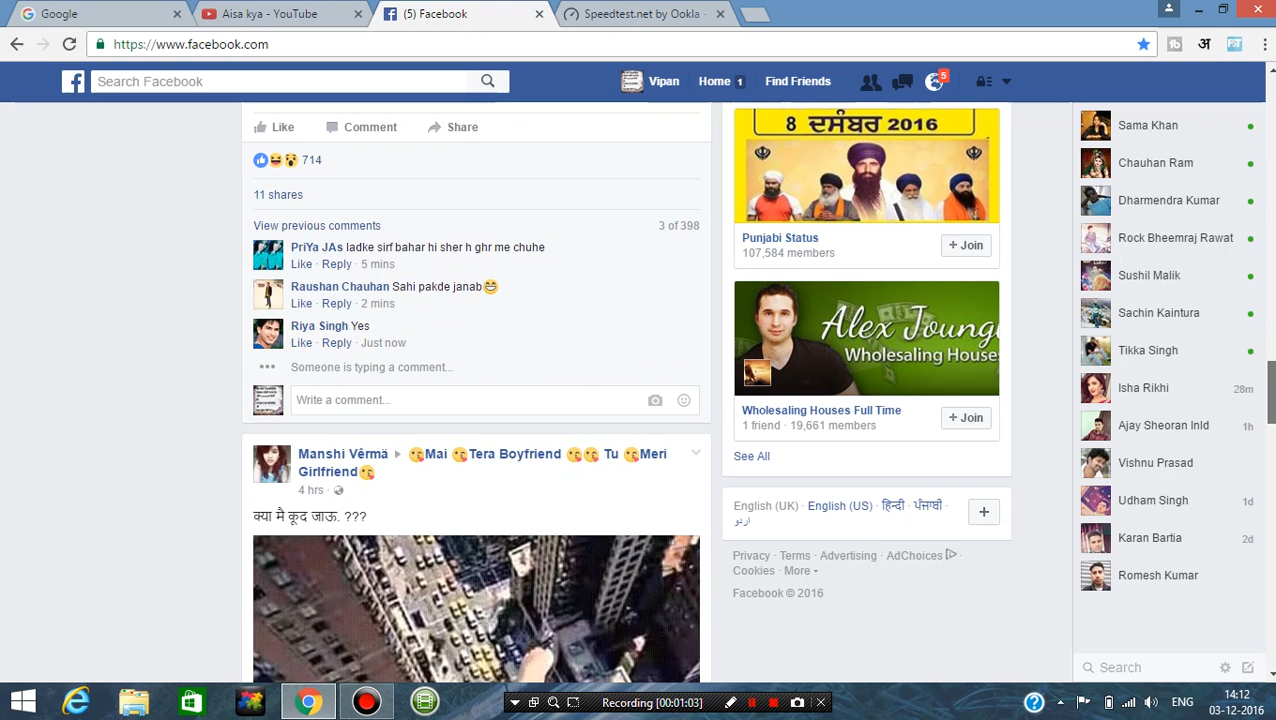 Google
Aisa kya - YouTube
(5) Facebook
Speedtest.net by Ookla -
https://www.facebook.com
अ
Search Facebook
Vipan
Home 1
Find Friends
5
Like Comment Share
714
11 shares
View previous comments
3 of 398
PriYa JAs ladke sirf bahar hi sher h ghr me chuhe
Like · Reply · 5 mins
Raushan Chauhan Sahi pakde janab😁
Like · Reply · 2 mins
Riya Singh Yes
Like · Reply · Just now
Someone is typing a comment...
Write a comment...
Manshi Vêrmã ▶ 😘Mai 😘Tera Boyfriend 😘😘 Tu 😘Meri
Girlfriend😘
4 hrs ·
क्या मै कूद जाऊ. ???
8 ਦਸੰਬਰ 2016
Punjabi Status
107,584 members
+ Join
Alex Joungl
Wholesaling Houses
Wholesaling Houses Full Time
1 friend · 19,661 members
+ Join
See All
English (UK) · English (US) · हिन्दी · ਪੰਜਾਬੀ ·
اردو
+
Privacy · Terms · Advertising · AdChoices ·
Cookies · More
Facebook © 2016
Sama Khan
Chauhan Ram
Dharmendra Kumar
Rock Bheemraj Rawat
Sushil Malik
Sachin Kaintura
Tikka Singh
Isha Rikhi 28m
Ajay Sheoran Inld 1h
Vishnu Prasad
Udham Singh 1d
Karan Bartia 2d
Romesh Kumar
Search
Recording [00:01:03]
ENG
14:12
03-12-2016